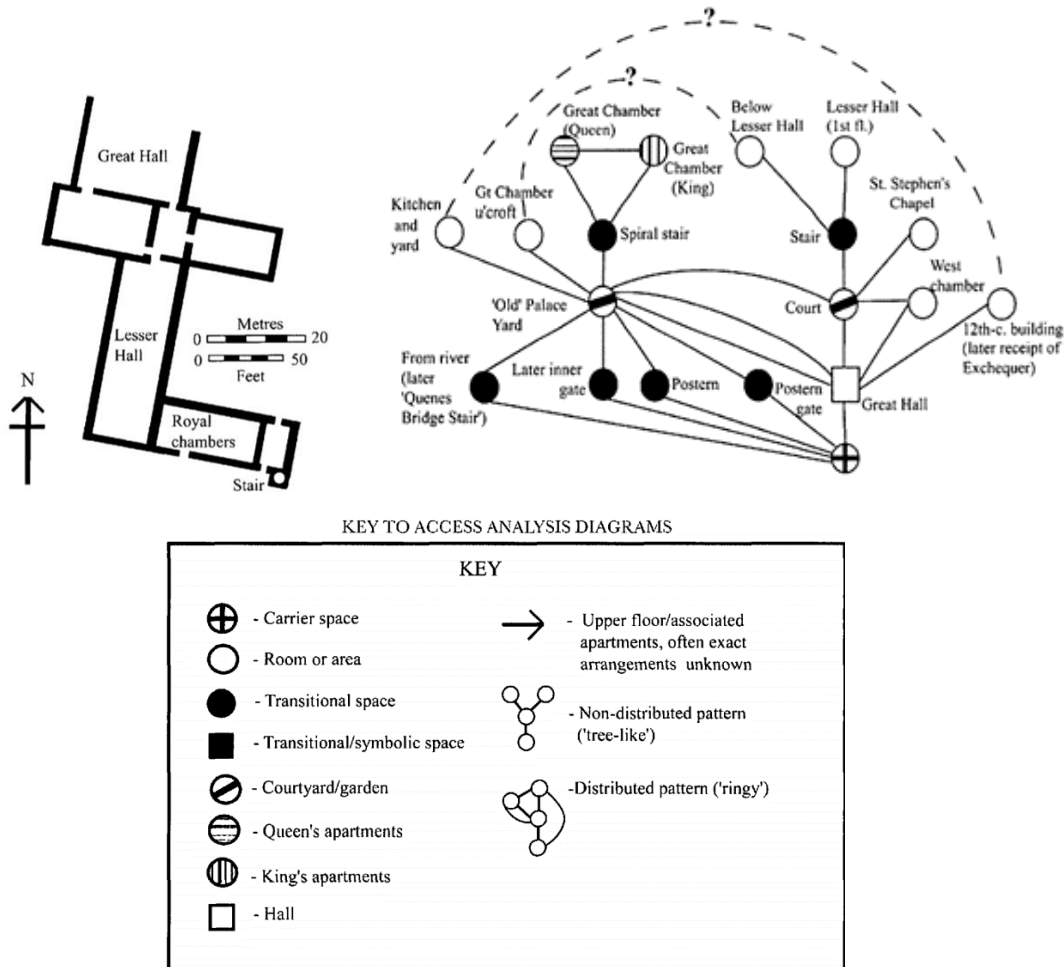 Great Hall
Lesser
Hall
Metres
0 20
0 50
Feet
N
Royal
chambers
Stair
?
?
Great Chamber
(Queen)
Great
Chamber
(King)
Below
Lesser Hall
Lesser Hall
(1st fl.)
St. Stephen's
Chapel
Kitchen
and
yard
Gt Chamber
u'croft
Spiral stair
Stair
West
chamber
'Old' Palace
Yard
Court
12th-c. building
(later receipt of
Exchequer)
From river
(later
'Quenes
Bridge Stair')
Later inner
gate
Postern
Postern
gate
Great Hall
KEY TO ACCESS ANALYSIS DIAGRAMS
KEY
- Carrier space
- Room or area
- Transitional space
- Transitional/symbolic space
- Courtyard/garden
- Queen's apartments
- King's apartments
- Hall
- Upper floor/associated
apartments, often exact
arrangements unknown
- Non-distributed pattern
('tree-like')
-Distributed pattern ('ringy')